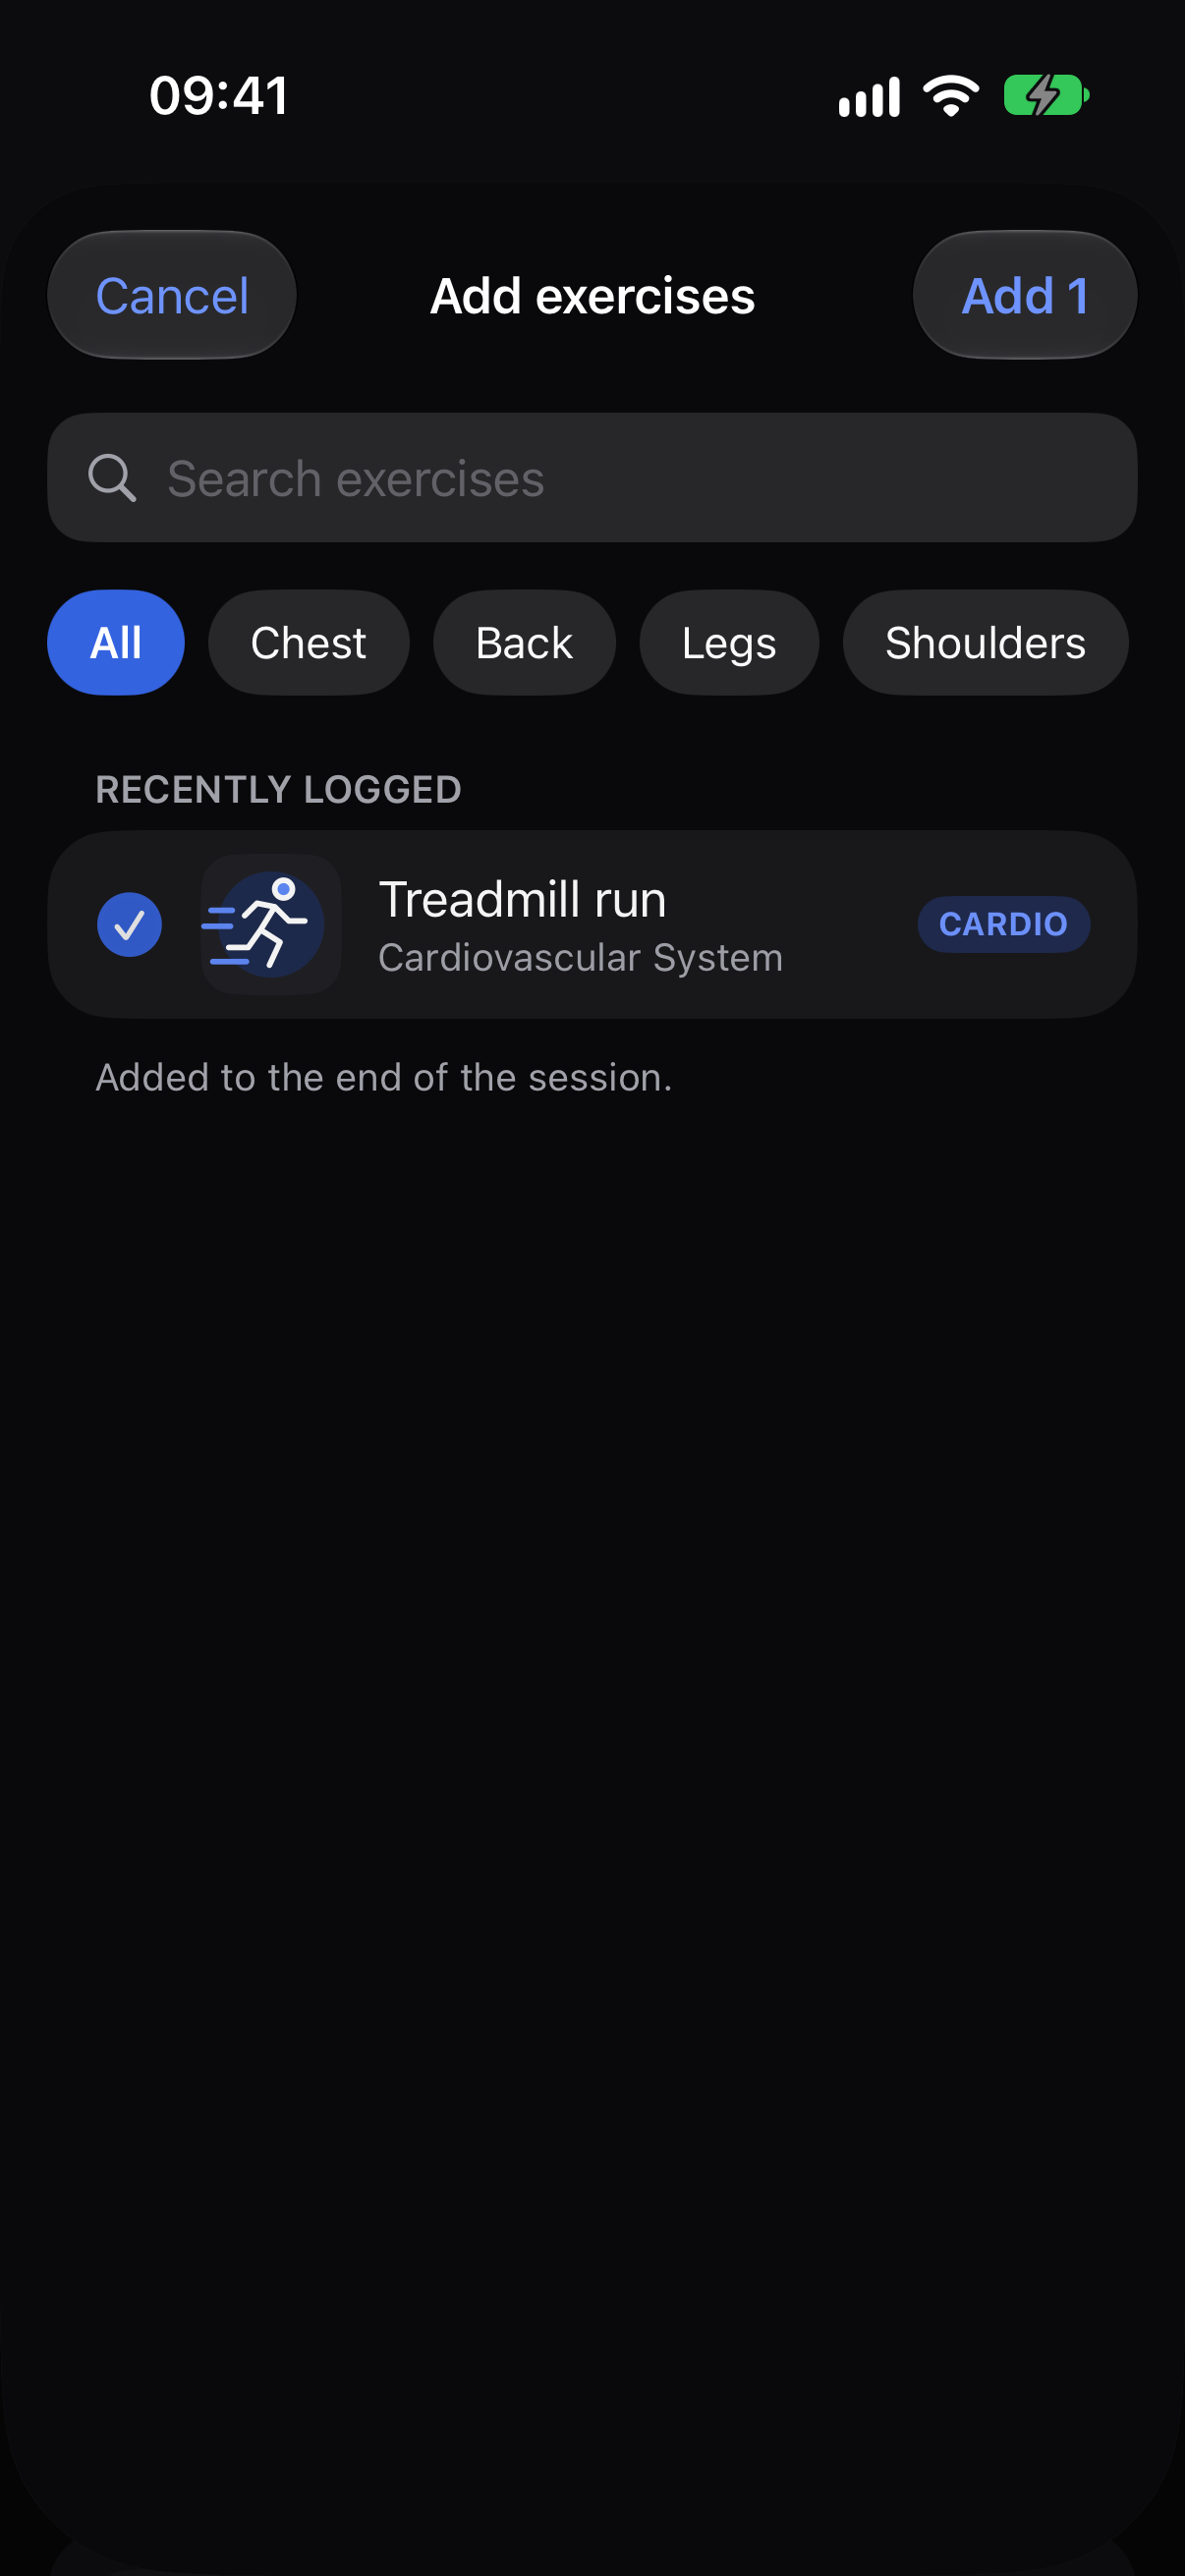 09:41
Cancel
Add exercises
Add 1
Search exercises
All
Chest
Back
Legs
Shoulders
RECENTLY LOGGED
Treadmill run
Cardiovascular System
CARDIO
Added to the end of the session.